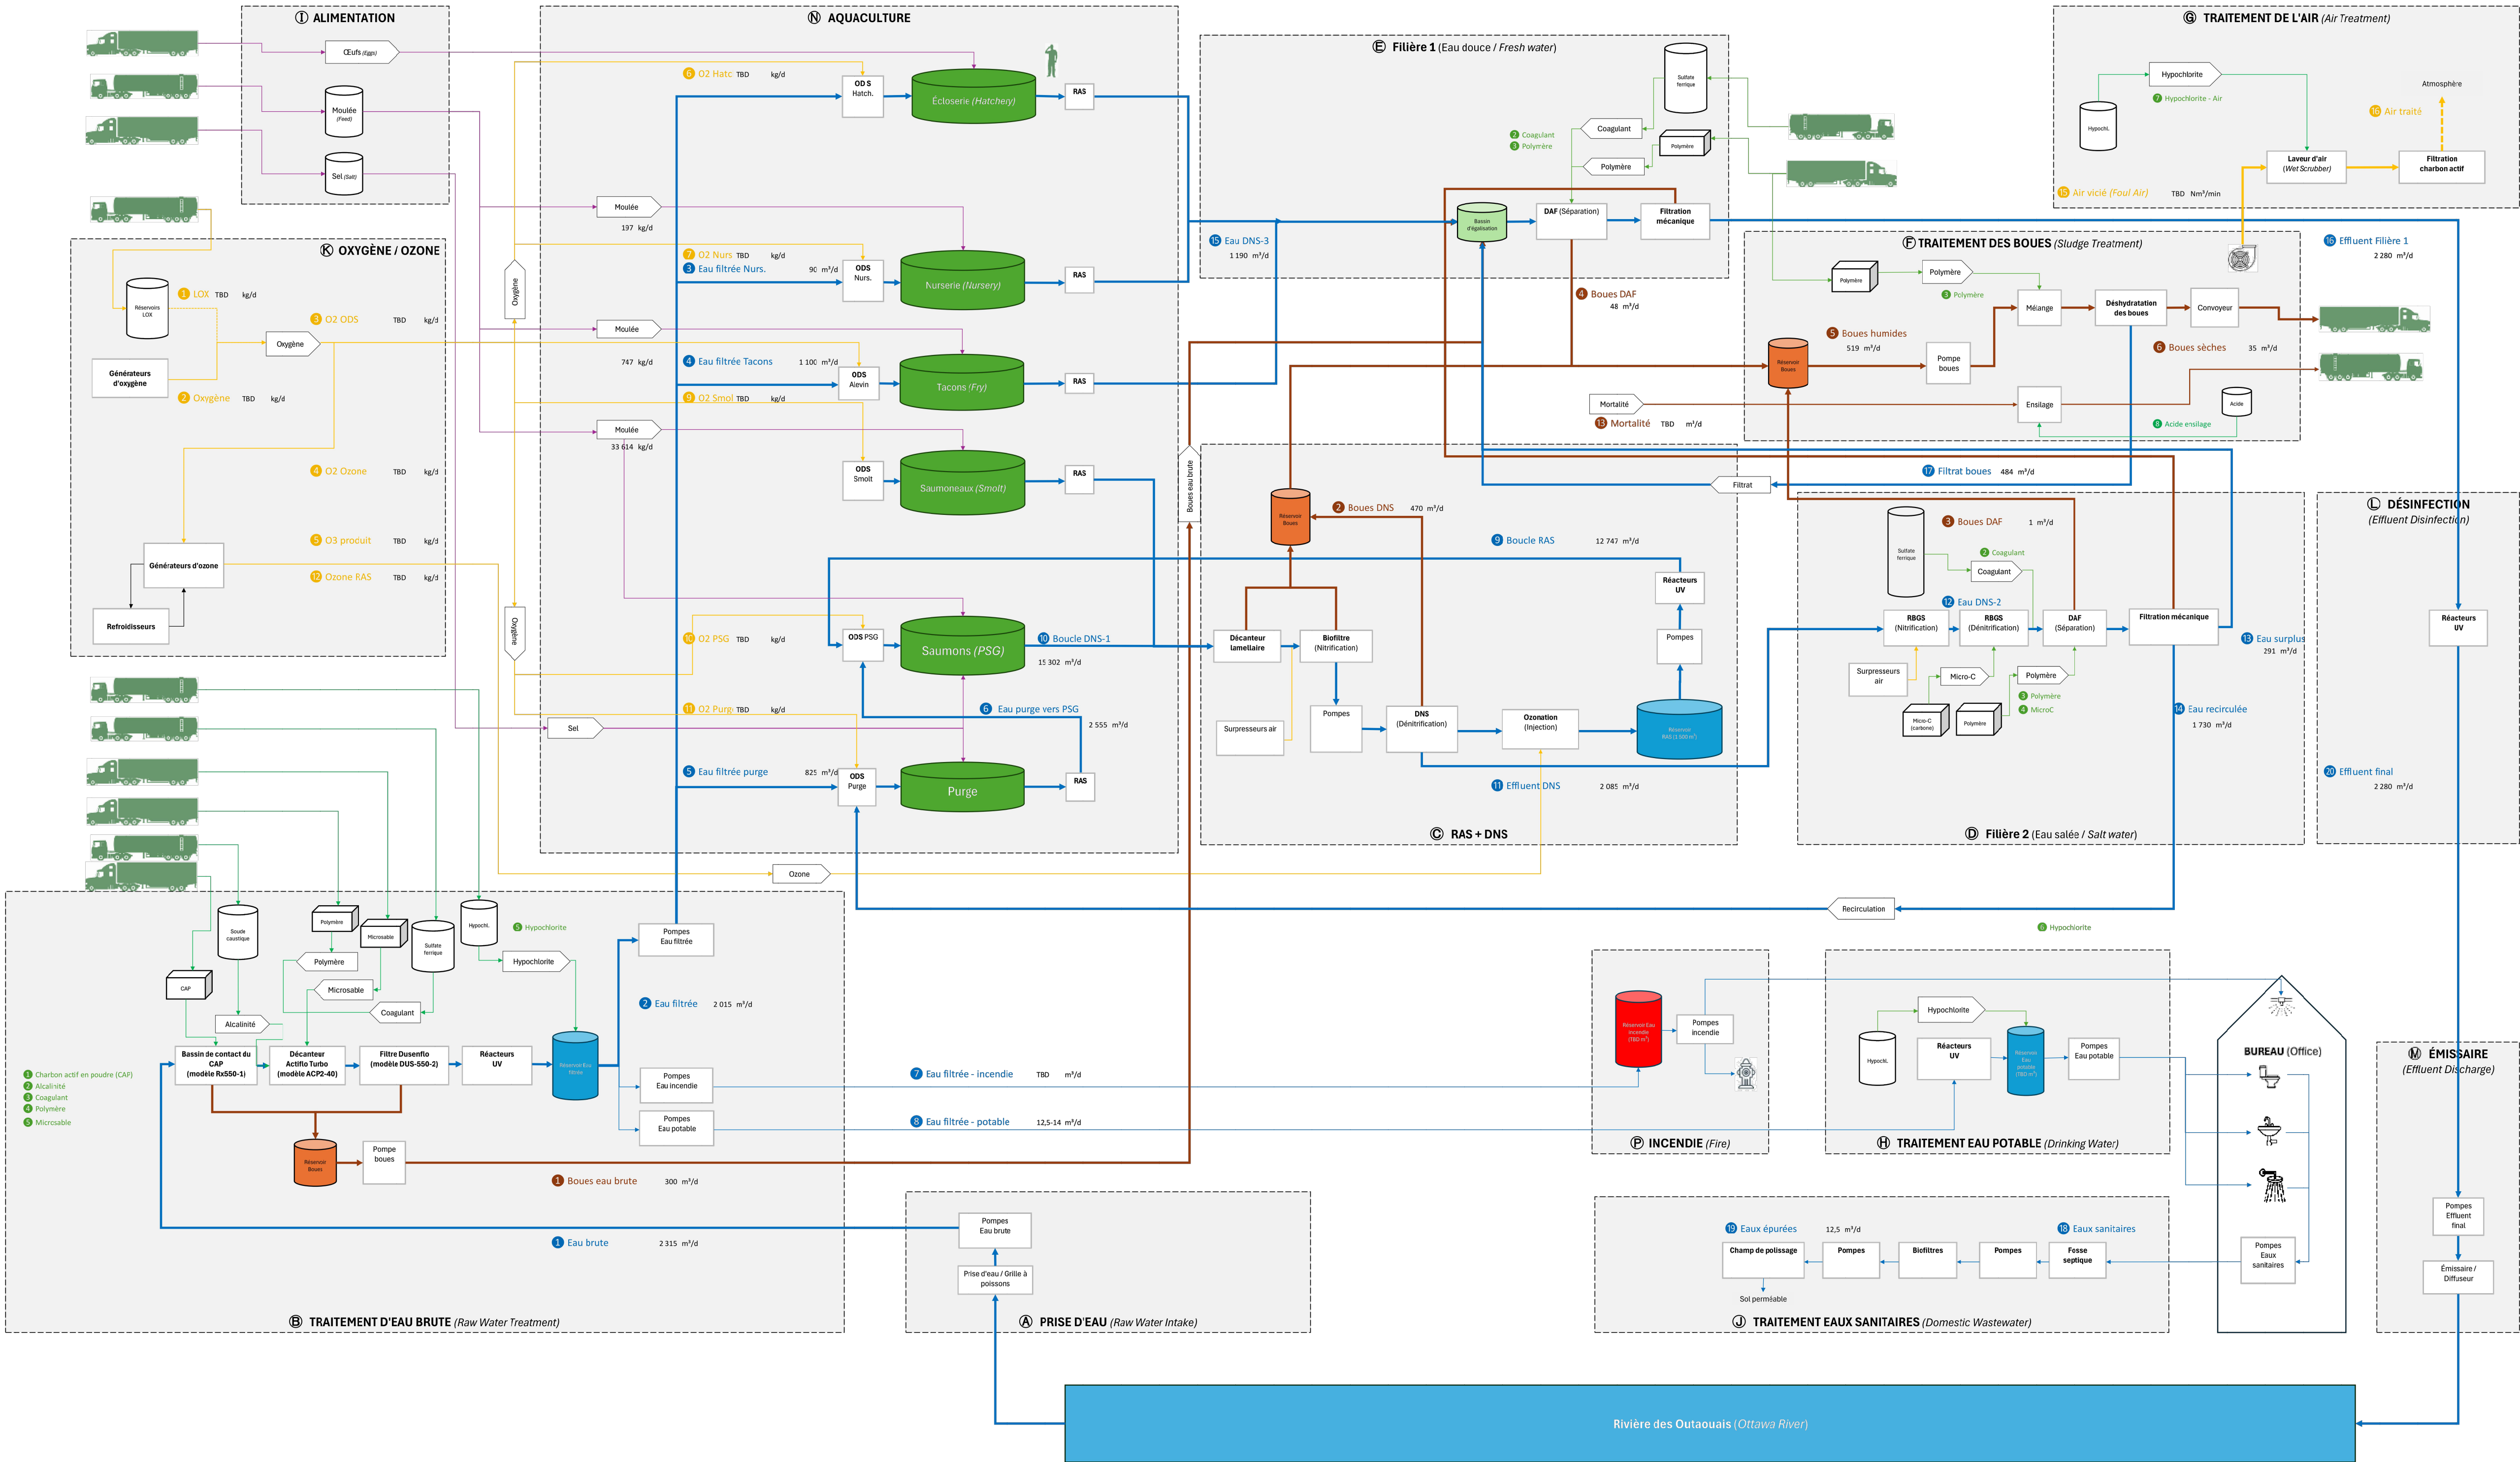 Ⓘ ALIMENTATION
Œufs (Eggs)
Moulée
(Feed)
Sel (Salt)
Ⓚ OXYGÈNE / OZONE
Réservoirs
LOX
1 LOX TBD kg/d
3 O2 ODS TBD kg/d
Oxygène
Générateurs
d'oxygène
2 Oxygène TBD kg/d
4 O2 Ozone TBD kg/d
5 O3 produit TBD kg/d
Générateurs d'ozone
12 Ozone RAS TBD kg/d
Refroidisseurs
Ⓝ AQUACULTURE
6 O2 Hatc TBD kg/d
OD S
Hatch.
Écloserie (Hatchery)
RAS
Moulée
197 kg/d
7 O2 Nurs TBD kg/d
3 Eau filtrée Nurs. 90 m³/d
ODS
Nurs.
Nurserie (Nursery)
RAS
Oxygène
Moulée
747 kg/d
4 Eau filtrée Tacons 1 100 m³/d
ODS
Alevin
Tacons (Fry)
RAS
9 O2 Smol TBD kg/d
Moulée
33 614 kg/d
ODS
Smolt
Saumoneaux (Smolt)
RAS
Oxygène
10 O2 PSG TBD kg/d
ODS PSG
Saumons (PSG)
10 Boucle DNS-1
15 302 m³/d
11 O2 Purg TBD kg/d
6 Eau purge vers PSG
2 555 m³/d
Sel
5 Eau filtrée purge 825 m³/d
ODS
Purge
Purge
RAS
Ozone
Ⓔ Filière 1 (Eau douce / Fresh water)
Sulfate
ferrique
2 Coagulant
3 Polymère
Coagulant
Polymère
Polymère
15 Eau DNS-3
1 190 m³/d
Bassin
d'égalisation
DAF (Séparation)
Filtration
mécanique
4 Boues DAF
48 m³/d
Boues eau brute
Ⓖ TRAITEMENT DE L'AIR (Air Treatment)
Hypochlorite
7 Hypochlorite - Air
Hypochl.
Atmosphère
16 Air traité
Laveur d'air
(Wet Scrubber)
Filtration
charbon actif
15 Air vicié (Foul Air) TBD Nm³/min
Ⓕ TRAITEMENT DES BOUES (Sludge Treatment)
Polymère
Polymère
3 Polymère
Mélange
Déshydratation
des boues
Convoyeur
5 Boues humides
519 m³/d
6 Boues sèches 35 m³/d
Réservoir
Boues
Pompe
boues
Mortalité
13 Mortalité TBD m³/d
Ensilage
Acide
8 Acide ensilage
16 Effluent Filière 1
2 280 m³/d
17 Filtrat boues 484 m³/d
Filtrat
Réservoir
Boues
2 Boues DNS 470 m³/d
9 Boucle RAS 12 747 m³/d
Réacteurs
UV
Décanteur
lamellaire
Biofiltre
(Nitrification)
Pompes
Surpresseurs air
Pompes
DNS
(Dénitrification)
Ozonation
(Injection)
Réservoir
RAS (1 500 m³)
11 Effluent DNS 2 085 m³/d
Ⓒ RAS + DNS
Sulfate
ferrique
3 Boues DAF 1 m³/d
2 Coagulant
Coagulant
12 Eau DNS-2
RBGS
(Nitrification)
RBGS
(Dénitrification)
DAF
(Séparation)
Filtration mécanique
13 Eau surplus
291 m³/d
Surpresseurs
air
Micro-C
Polymère
3 Polymère
4 MicroC
Micro-C
(carbone)
Polymère
14 Eau recirculée
1 730 m³/d
Ⓓ Filière 2 (Eau salée / Salt water)
Ⓛ DÉSINFECTION
(Effluent Disinfection)
Réacteurs
UV
20 Effluent final
2 280 m³/d
Recirculation
6 Hypochlorite
Soude
caustique
Polymère
Microsable
Sulfate
ferrique
Hypochl.
5 Hypochlorite
Polymère
Hypochlorite
CAP
Microsable
Coagulant
Alcalinité
Pompes
Eau filtrée
2 Eau filtrée 2 015 m³/d
Bassin de contact du
CAP
(modèle Rx550-1)
Décanteur
Actiflo Turbo
(modèle ACP2-40)
Filtre Dusenflo
(modèle DUS-550-2)
Réacteurs
UV
Réservoir Eau
filtrée
1 Charbon actif en poudre (CAP)
2 Alcalinité
3 Coagulant
4 Polymère
5 Microsable
Pompes
Eau incendie
Pompes
Eau potable
7 Eau filtrée - incendie TBD m³/d
8 Eau filtrée - potable 12,5-14 m³/d
Réservoir
Boues
Pompe
boues
1 Boues eau brute 300 m³/d
1 Eau brute 2 315 m³/d
Ⓑ TRAITEMENT D'EAU BRUTE (Raw Water Treatment)
Pompes
Eau brute
Prise d'eau / Grille à
poissons
Ⓐ PRISE D'EAU (Raw Water Intake)
Réservoir Eau
incendie
(TBD m³)
Pompes
incendie
Ⓟ INCENDIE (Fire)
Hypochlorite
Hypochl.
Réacteurs
UV
Réservoir
Eau
potable
(TBD m³)
Pompes
Eau potable
Ⓗ TRAITEMENT EAU POTABLE (Drinking Water)
BUREAU (Office)
Pompes
Eaux
sanitaires
19 Eaux épurées 12,5 m³/d
18 Eaux sanitaires
Champ de polissage
Pompes
Biofiltres
Pompes
Fosse
septique
Sol perméable
Ⓙ TRAITEMENT EAUX SANITAIRES (Domestic Wastewater)
Ⓜ ÉMISSAIRE
(Effluent Discharge)
Pompes
Effluent
final
Émissaire /
Diffuseur
Rivière des Outaouais (Ottawa River)